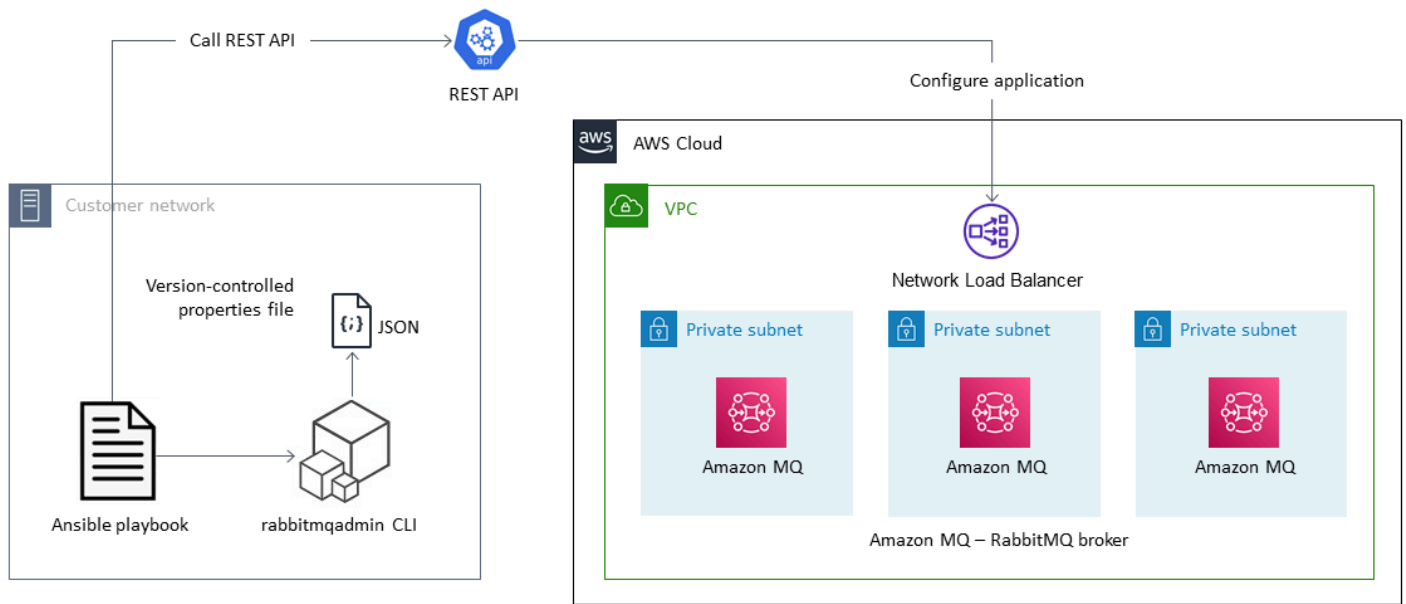 Call REST API
api
REST API
Configure application
aws
AWS Cloud
Customer network
VPC
Network Load Balancer
Version-controlled
properties file
{;}
JSON
Private subnet
Private subnet
Private subnet
Amazon MQ
Amazon MQ
Amazon MQ
Ansible playbook
rabbitmqadmin CLI
Amazon MQ – RabbitMQ broker